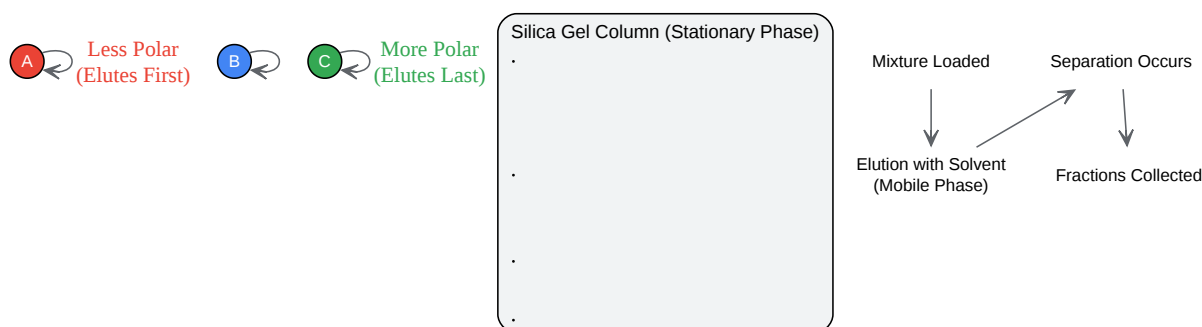 A
Less Polar
(Elutes First)
B
C
More Polar
(Elutes Last)
Silica Gel Column (Stationary Phase)
.
.
.
.
Mixture Loaded
Separation Occurs
Elution with Solvent
(Mobile Phase)
Fractions Collected